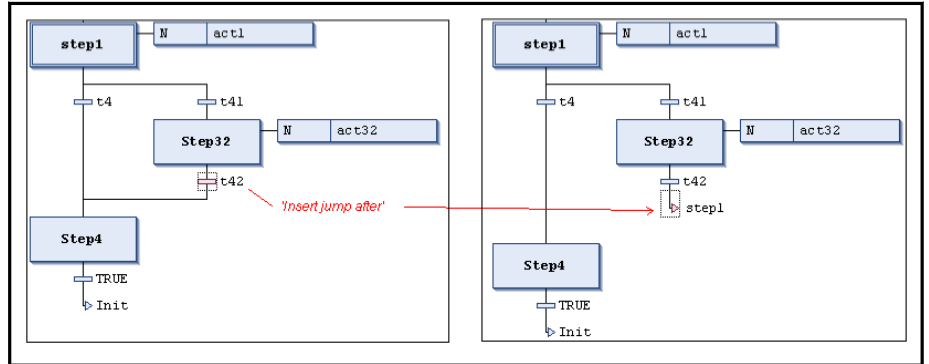 step1
N act1
t4
t41
Step32
N act32
t42
Step4
TRUE
Init
'Insert jump after'
step1
N act1
t4
t41
Step32
N act32
t42
step1
Step4
TRUE
Init